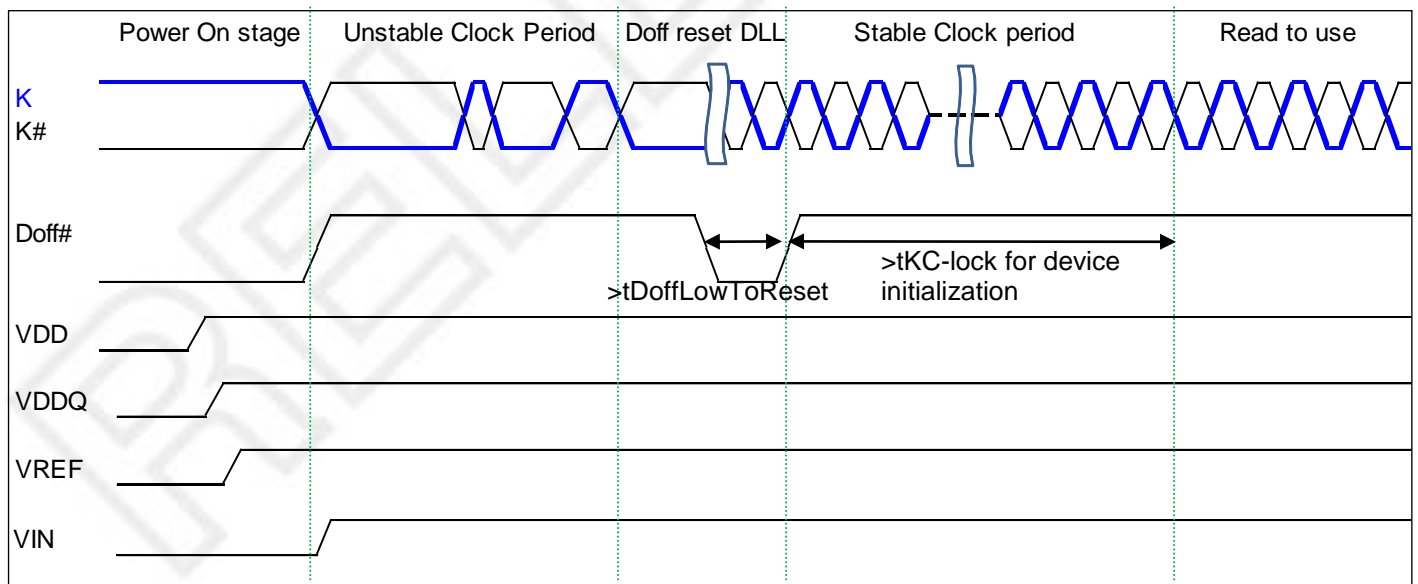 Power On stage
Unstable Clock Period
Doff reset DLL
Stable Clock period
Read to use
K
K#
Doff#
>tDoffLowToReset
>tKC-lock for device
initialization
VDD
VDDQ
VREF
VIN